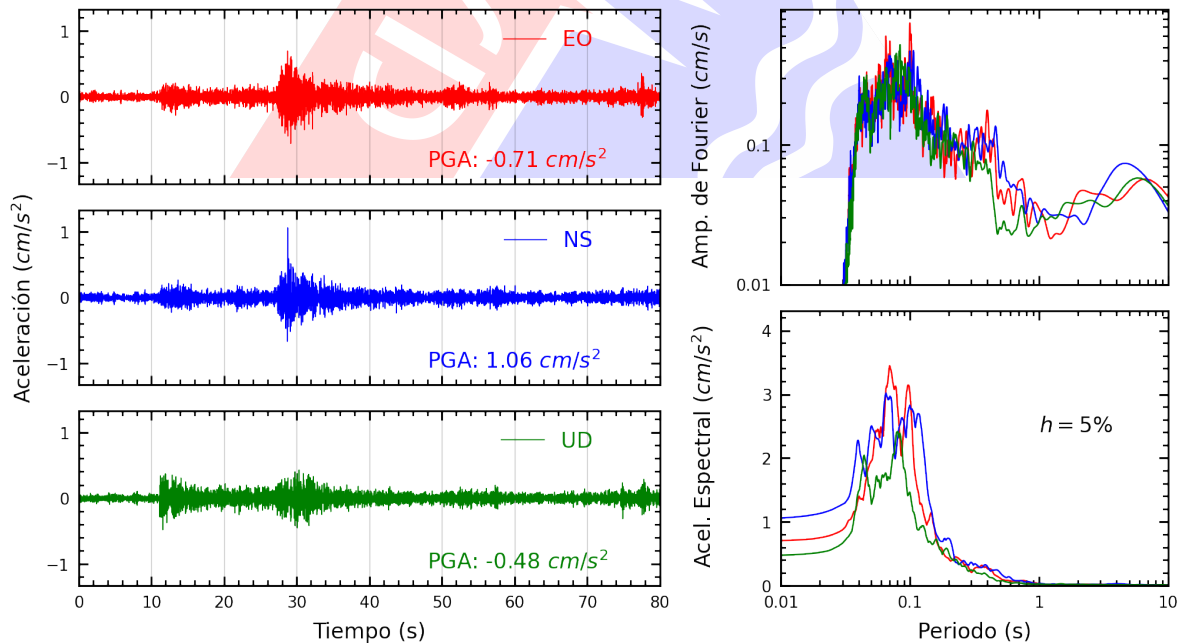 Aceleración (cm/s²)
1
0
−1
EO
PGA: -0.71 cm/s²
1
0
−1
NS
PGA: 1.06 cm/s²
1
0
−1
UD
PGA: -0.48 cm/s²
0 10 20 30 40 50 60 70 80
Tiempo (s)
Amp. de Fourier (cm/s)
0.1
0.01
Acel. Espectral (cm/s²)
4
3
2
1
0
h = 5%
0.01 0.1 1 10
Periodo (s)